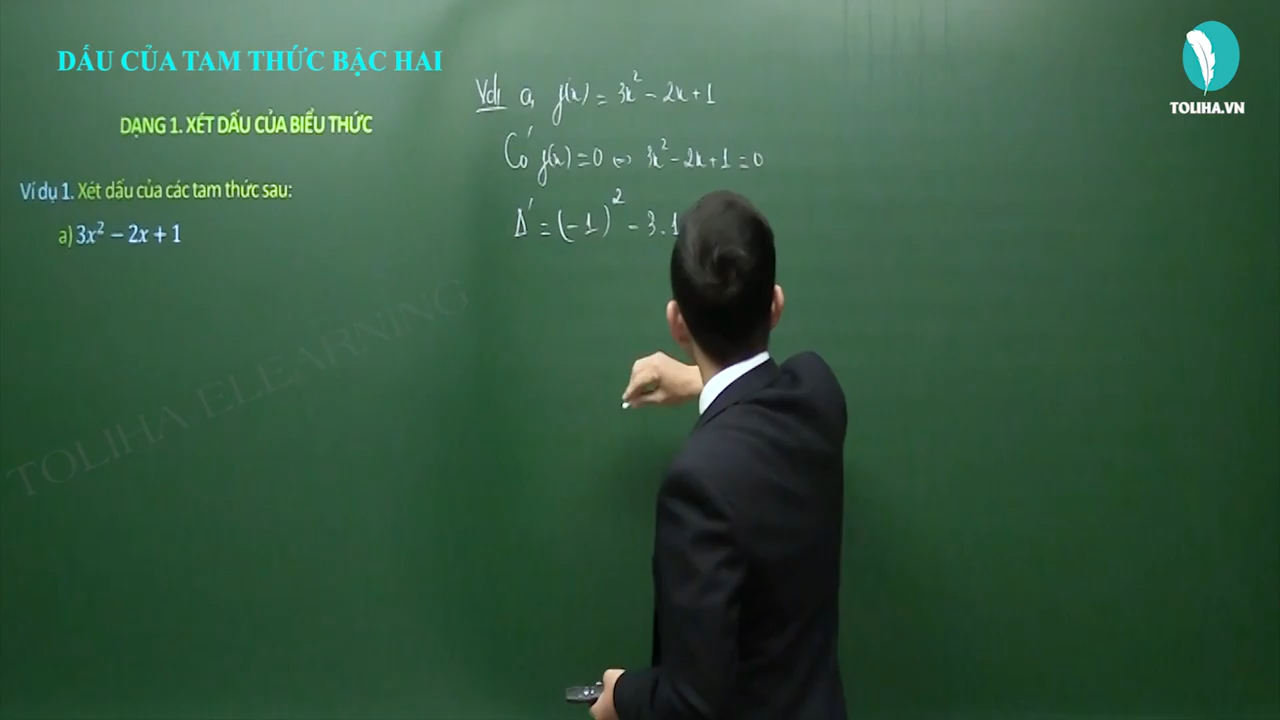 DẤU CỦA TAM THỨC BẬC HAI
TOLIHA.VN
DẠNG 1. XÉT DẤU CỦA BIỂU THỨC
Ví dụ 1. Xét dấu của các tam thức sau:
a) 3x² − 2x + 1
Vd1 a, f(x) = 3x² − 2x + 1
Có f(x) = 0 ⇔ 3x² − 2x + 1 = 0
Δ' = (−1)² − 3.1
TOLIHA ELEARNING